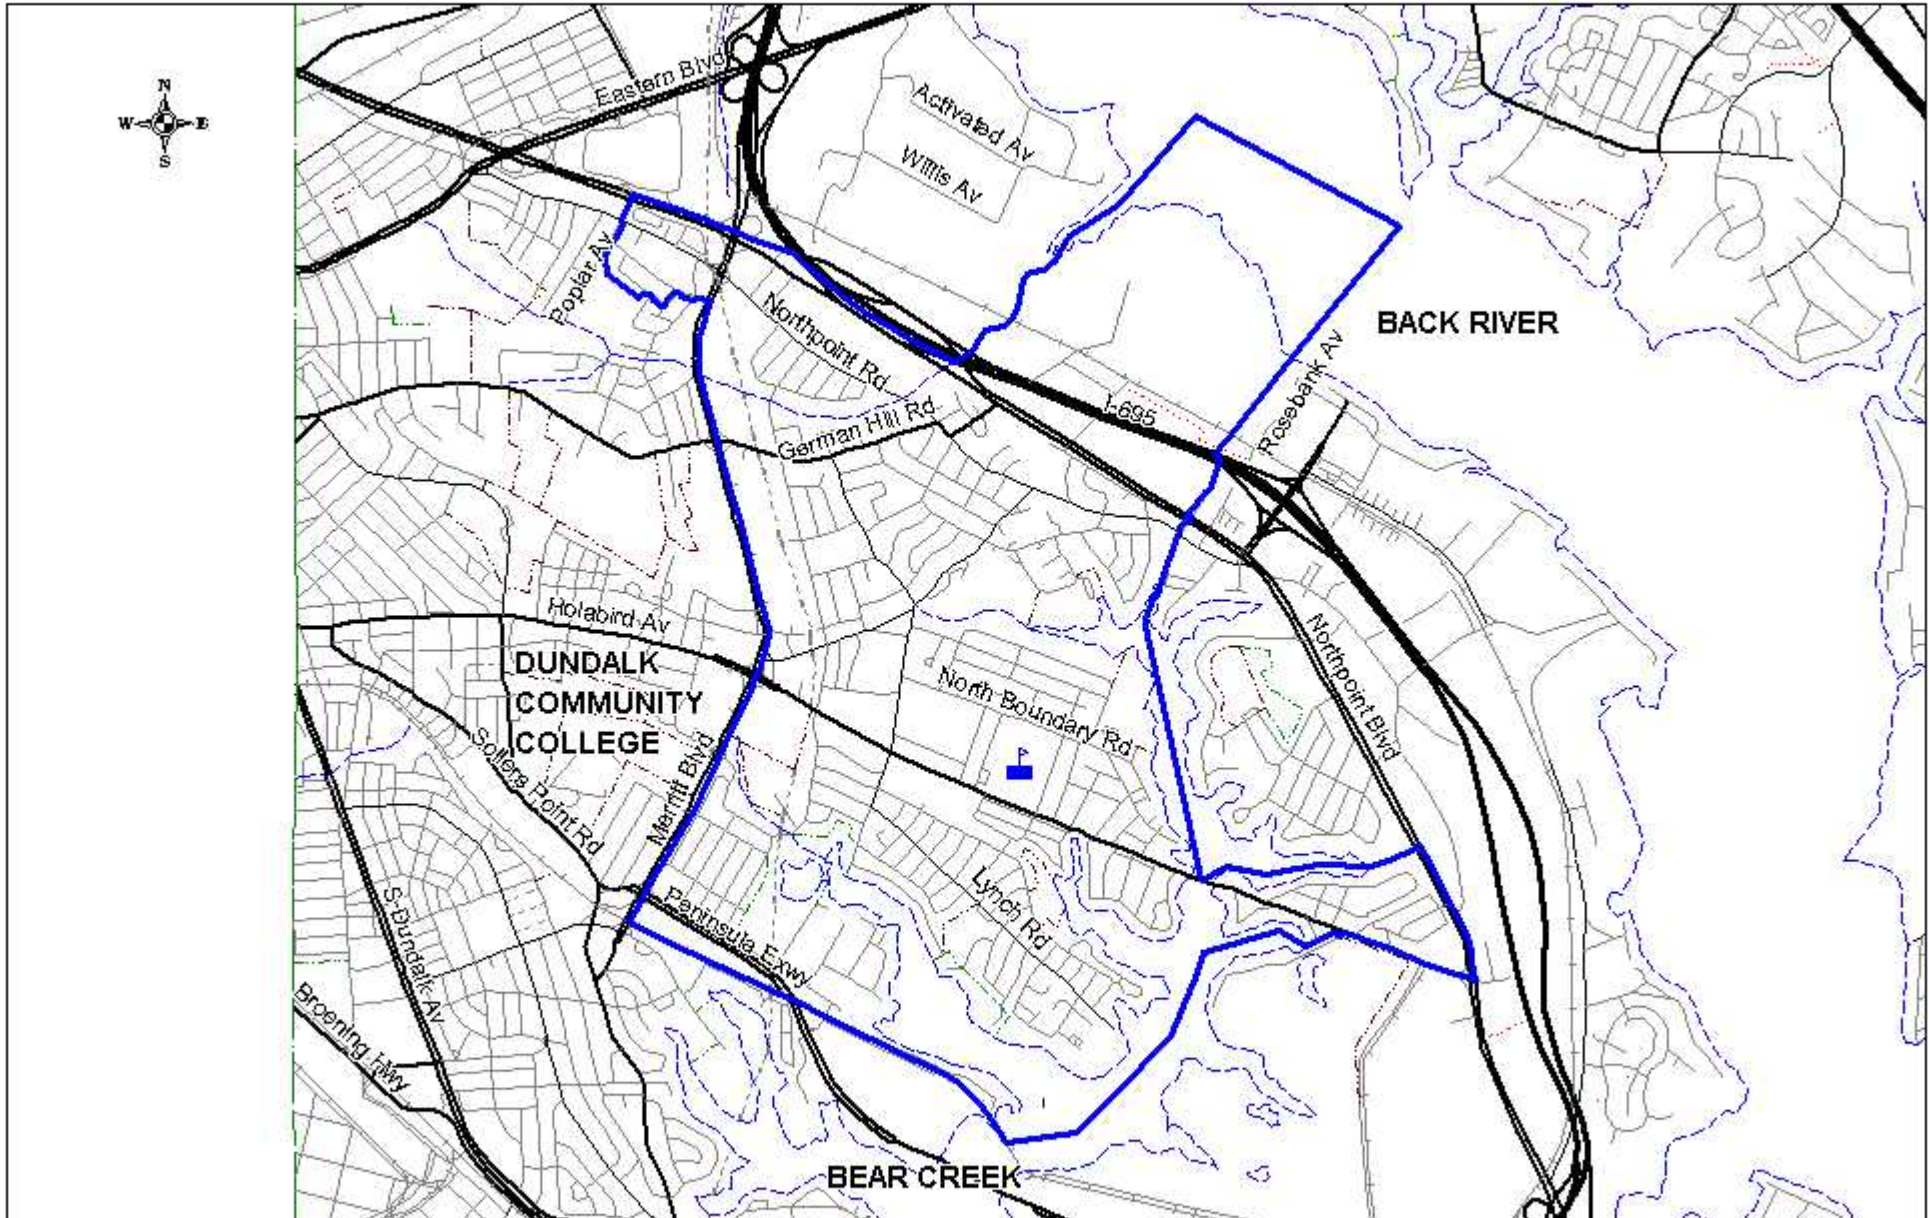 N
W E
S
Eastern Blvd
Activated Av
Willis Av
Poplar Av
Northpoint Rd
BACK RIVER
Rosebank Av
I-695
German Hill Rd
Holabird Av
DUNDALK
COMMUNITY
COLLEGE
North Boundary Rd
Northpoint Blvd
Sollers Point Rd
Merritt Blvd
Lynch Rd
Peninsula Exwy
S Dundalk Av
Broening Hwy
BEAR CREEK